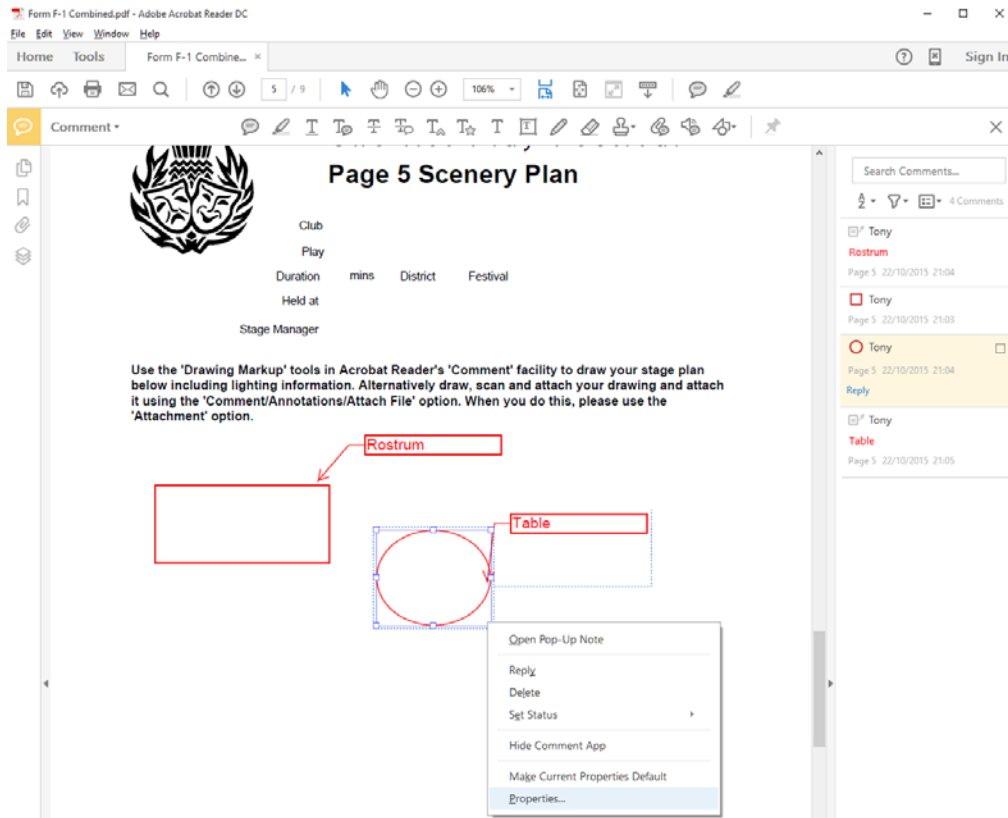 Form F-1 Combined.pdf - Adobe Acrobat Reader DC
File Edit View Window Help
Home Tools Form F-1 Combine... × ? Sign In
5 / 9 106%
Comment
Search Comments...
4 Comments
Page 5 Scenery Plan
Club
Play
Duration mins District Festival
Held at
Stage Manager
Use the 'Drawing Markup' tools in Acrobat Reader's 'Comment' facility to draw your stage plan
below including lighting information. Alternatively draw, scan and attach your drawing and attach
it using the 'Comment/Annotations/Attach File' option. When you do this, please use the
'Attachment' option.
Rostrum
Table
Open Pop-Up Note
Reply
Delete
Set Status
Hide Comment App
Make Current Properties Default
Properties...
Tony
Rostrum
Page 5 22/10/2015 21:04
Tony
Page 5 22/10/2015 21:03
Tony
Page 5 22/10/2015 21:04
Reply
Tony
Table
Page 5 22/10/2015 21:05